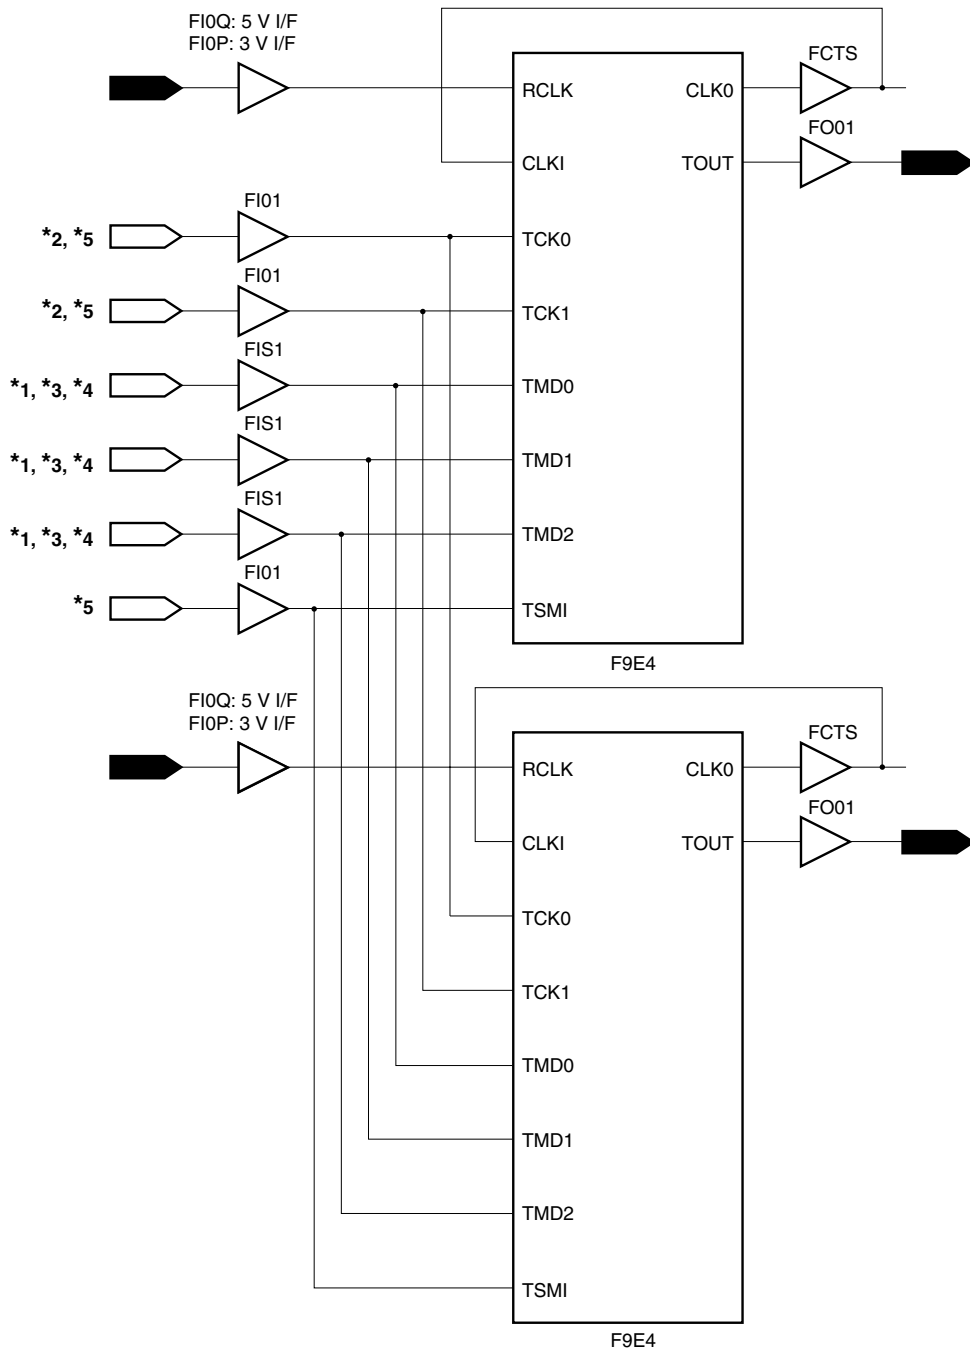 FI0Q: 5 V I/F
FI0P: 3 V I/F
FCTS
RCLK
CLK0
FO01
CLKI
TOUT
FI01
*2, *5
TCK0
FI01
*2, *5
TCK1
FIS1
*1, *3, *4
TMD0
FIS1
*1, *3, *4
TMD1
FIS1
*1, *3, *4
TMD2
FI01
*5
TSMI
F9E4
FI0Q: 5 V I/F
FI0P: 3 V I/F
FCTS
RCLK
CLK0
FO01
CLKI
TOUT
TCK0
TCK1
TMD0
TMD1
TMD2
TSMI
F9E4